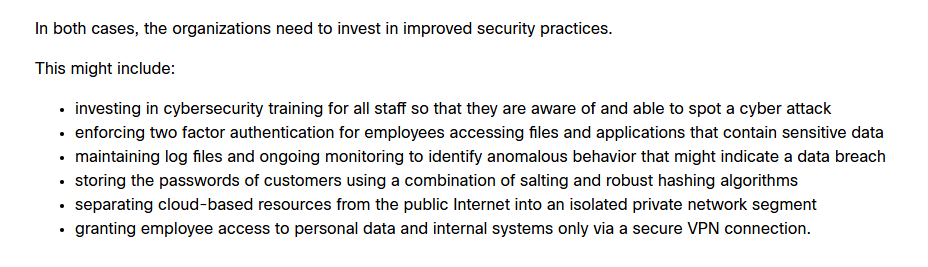 In both cases, the organizations need to invest in improved security practices.
This might include:
• investing in cybersecurity training for all staff so that they are aware of and able to spot a cyber attack
• enforcing two factor authentication for employees accessing files and applications that contain sensitive data
• maintaining log files and ongoing monitoring to identify anomalous behavior that might indicate a data breach
• storing the passwords of customers using a combination of salting and robust hashing algorithms
• separating cloud-based resources from the public Internet into an isolated private network segment
• granting employee access to personal data and internal systems only via a secure VPN connection.